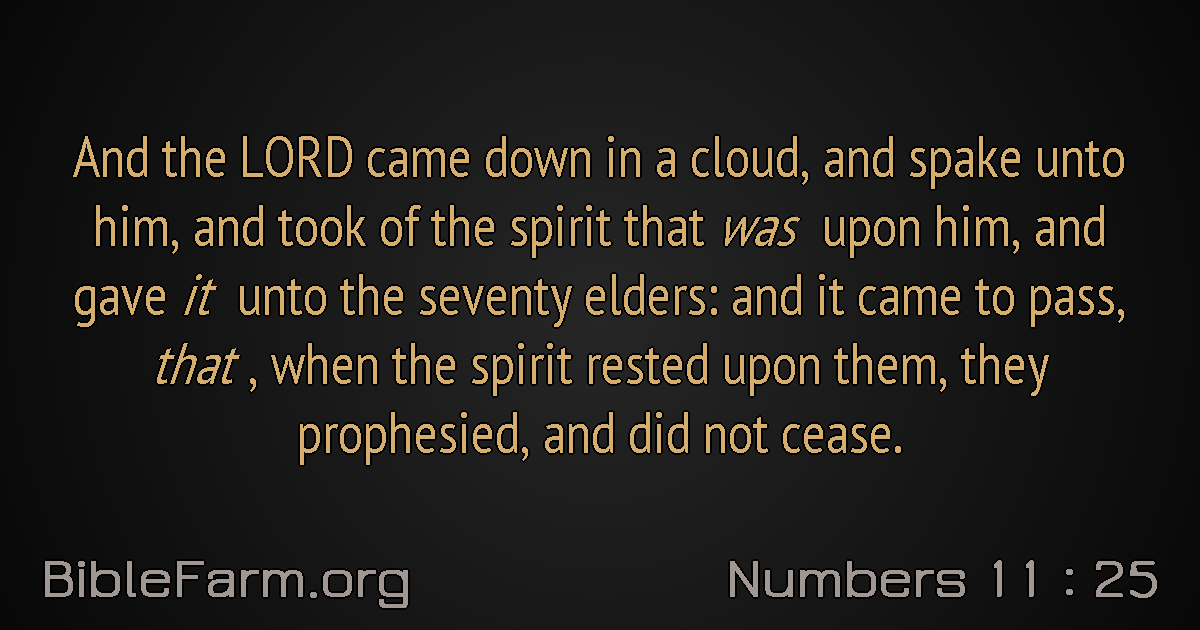 And the LORD came down in a cloud, and spake unto
him, and took of the spirit that was upon him, and
gave it unto the seventy elders: and it came to pass,
that , when the spirit rested upon them, they
prophesied, and did not cease.
BibleFarm.org
Numbers 11 : 25